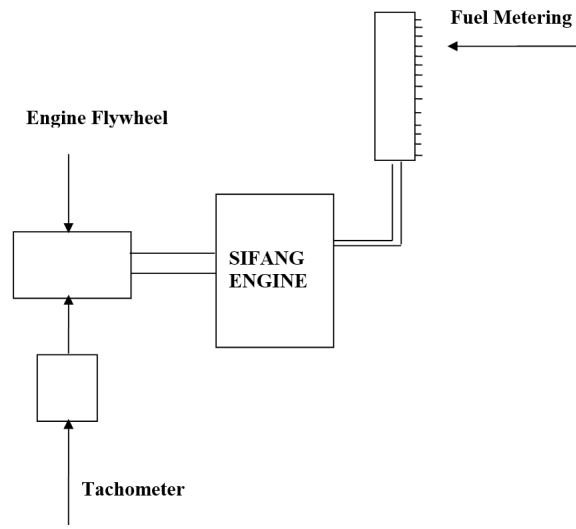 Fuel Metering
Engine Flywheel
SIFANG
ENGINE
Tachometer